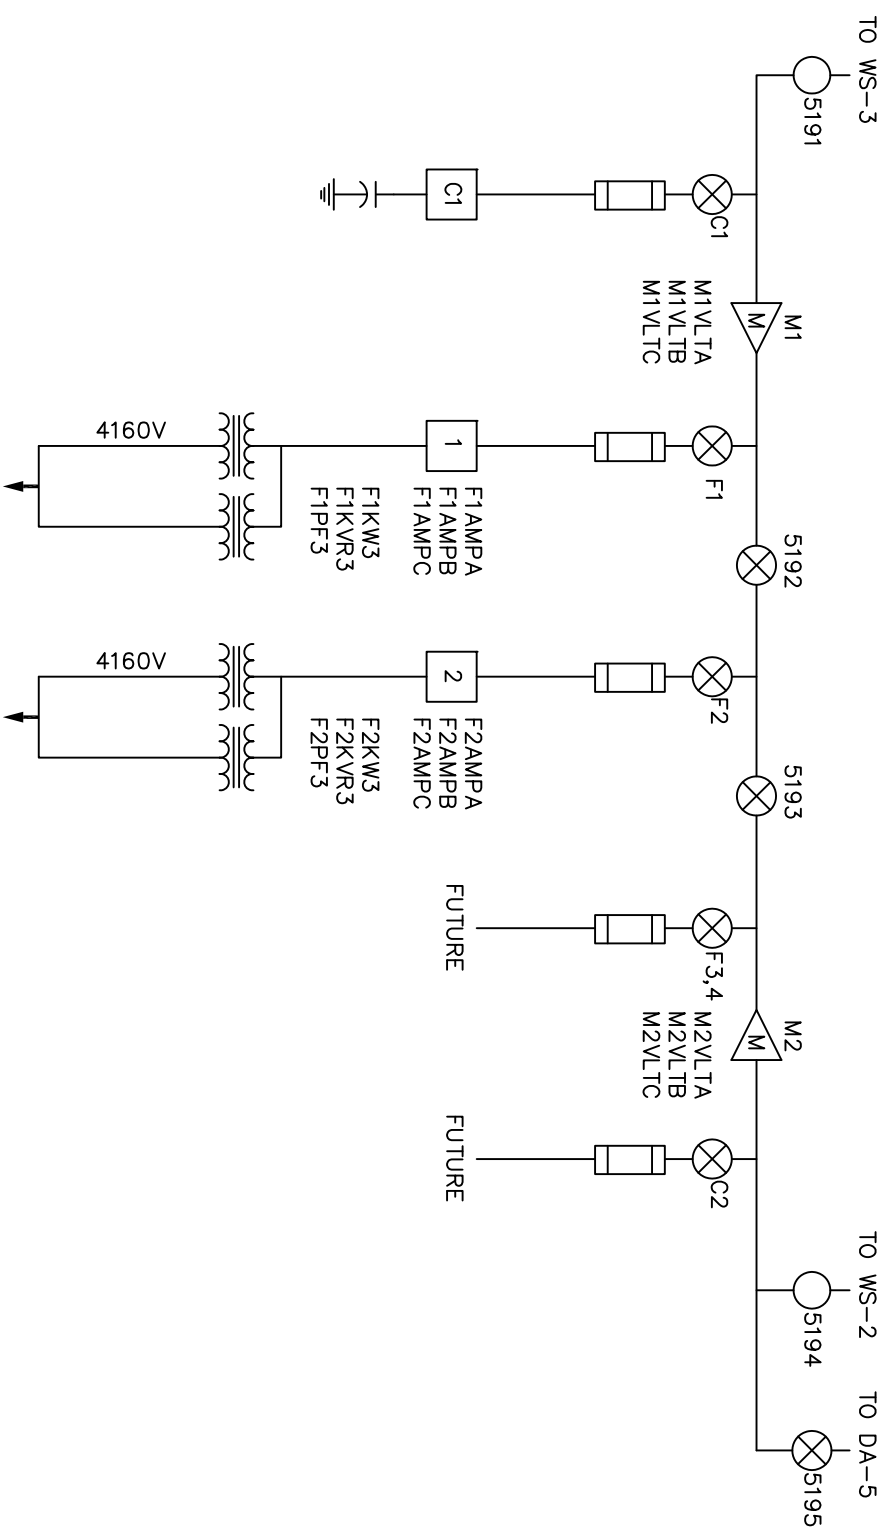 TO WS-3
5191
C1
C1
M1
M
M1VLTA
M1VLTB
M1VLTC
F1
1
F1AMPA
F1AMPB
F1AMPC
F1KW3
F1KVR3
F1PF3
4160V
5192
F2
2
F2AMPA
F2AMPB
F2AMPC
F2KW3
F2KVR3
F2PF3
4160V
5193
F3,4
FUTURE
M2
M
M2VLTA
M2VLTB
M2VLTC
C2
FUTURE
TO WS-2
5194
TO DA-5
5195